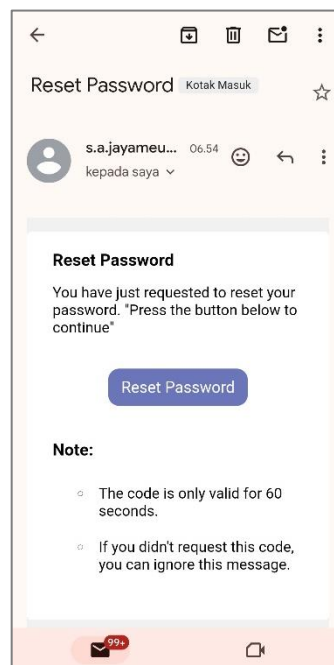 Reset Password Kotak Masuk
s.a.jayameu... 06.54
kepada saya
Reset Password
You have just requested to reset your
password. "Press the button below to
continue"
Reset Password
Note:
The code is only valid for 60
seconds.
If you didn't request this code,
you can ignore this message.
99+